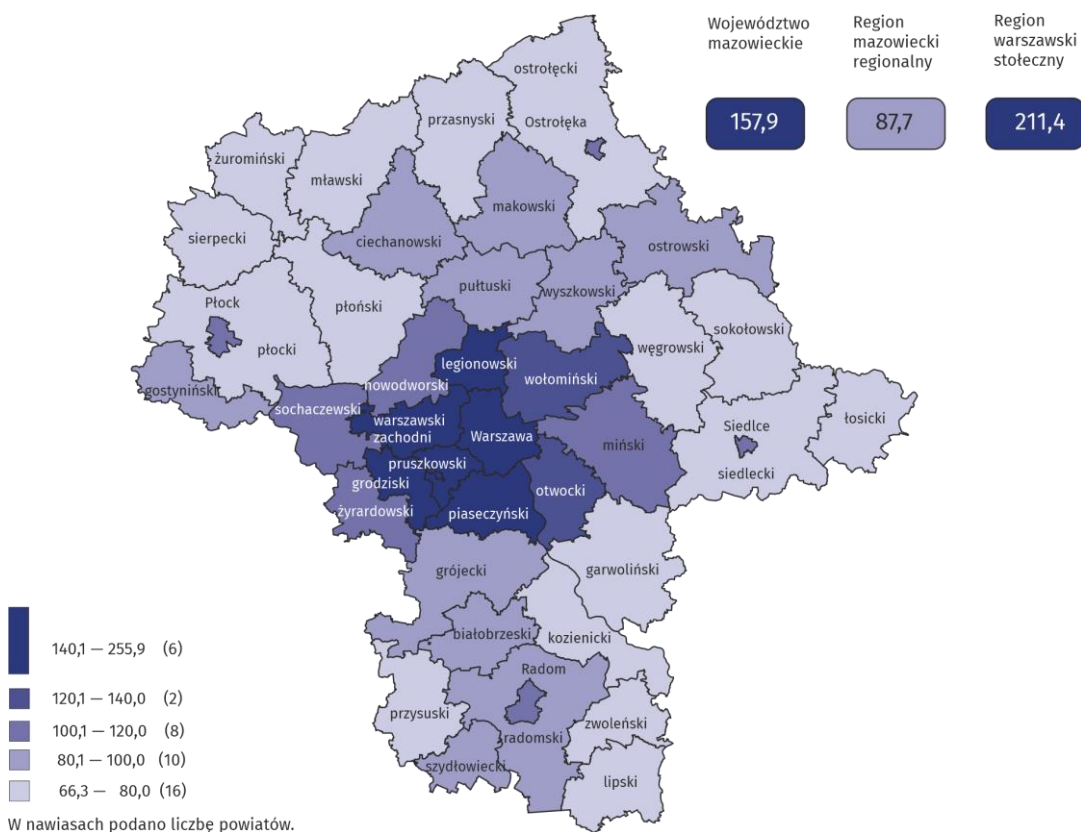 Województwo
mazowieckie
157,9
Region
mazowiecki
regionalny
87,7
Region
warszawski
stołeczny
211,4
ostrołęcki
Ostrołęka
przasnyski
żuromiński
mławski
makowski
sierpecki
ciechanowski
ostrowski
pułtuski
wyszkowski
Płock
płoński
sokołowski
płocki
węgrowski
legionowski
wołomiński
gostyniński
nowodworski
sochaczewski
łosicki
warszawski
zachodni
Warszawa
Siedlce
miński
pruszkowski
siedlecki
grodziski
otwocki
żyrardowski
piaseczyński
grójecki
garwoliński
białobrzeski
kozienicki
Radom
przysuski
zwoleński
radomski
szydłowiecki
lipski
140,1 — 255,9 (6)
120,1 — 140,0 (2)
100,1 — 120,0 (8)
80,1 — 100,0 (10)
66,3 — 80,0 (16)
W nawiasach podano liczbę powiatów.